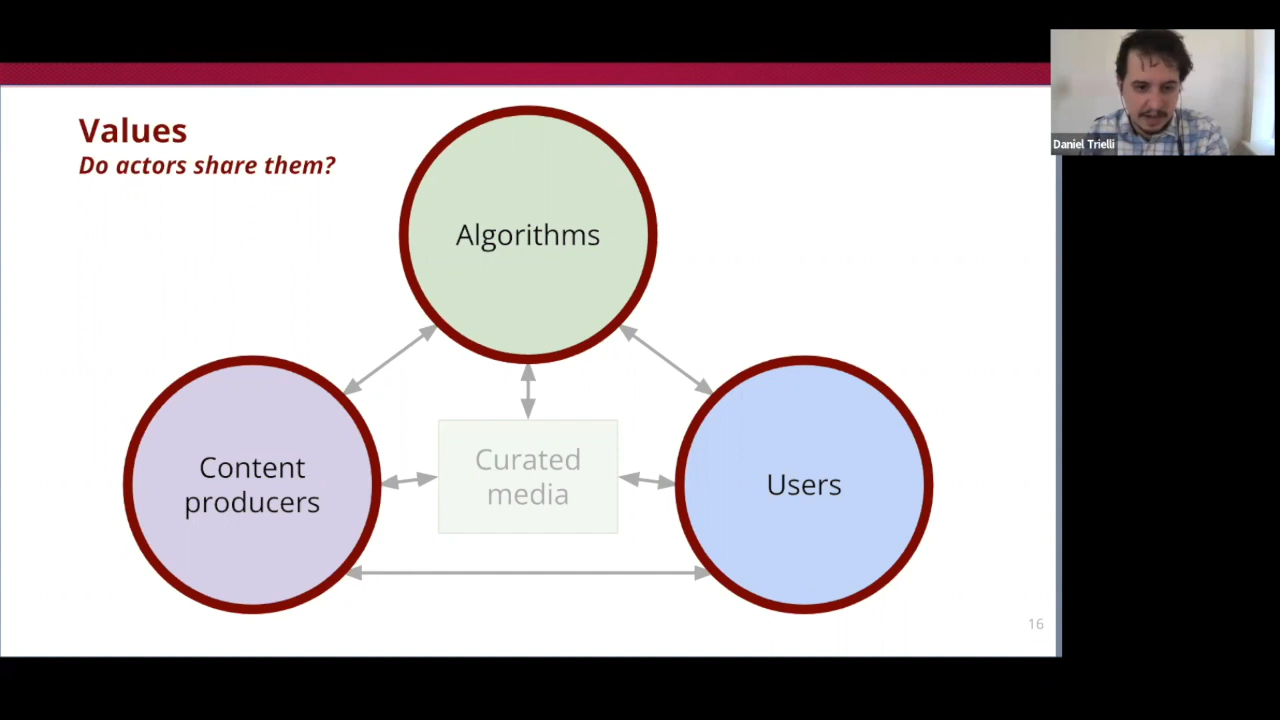 Values
Do actors share them?
Algorithms
Content
producers
Curated
media
Users
16
Daniel Trielli